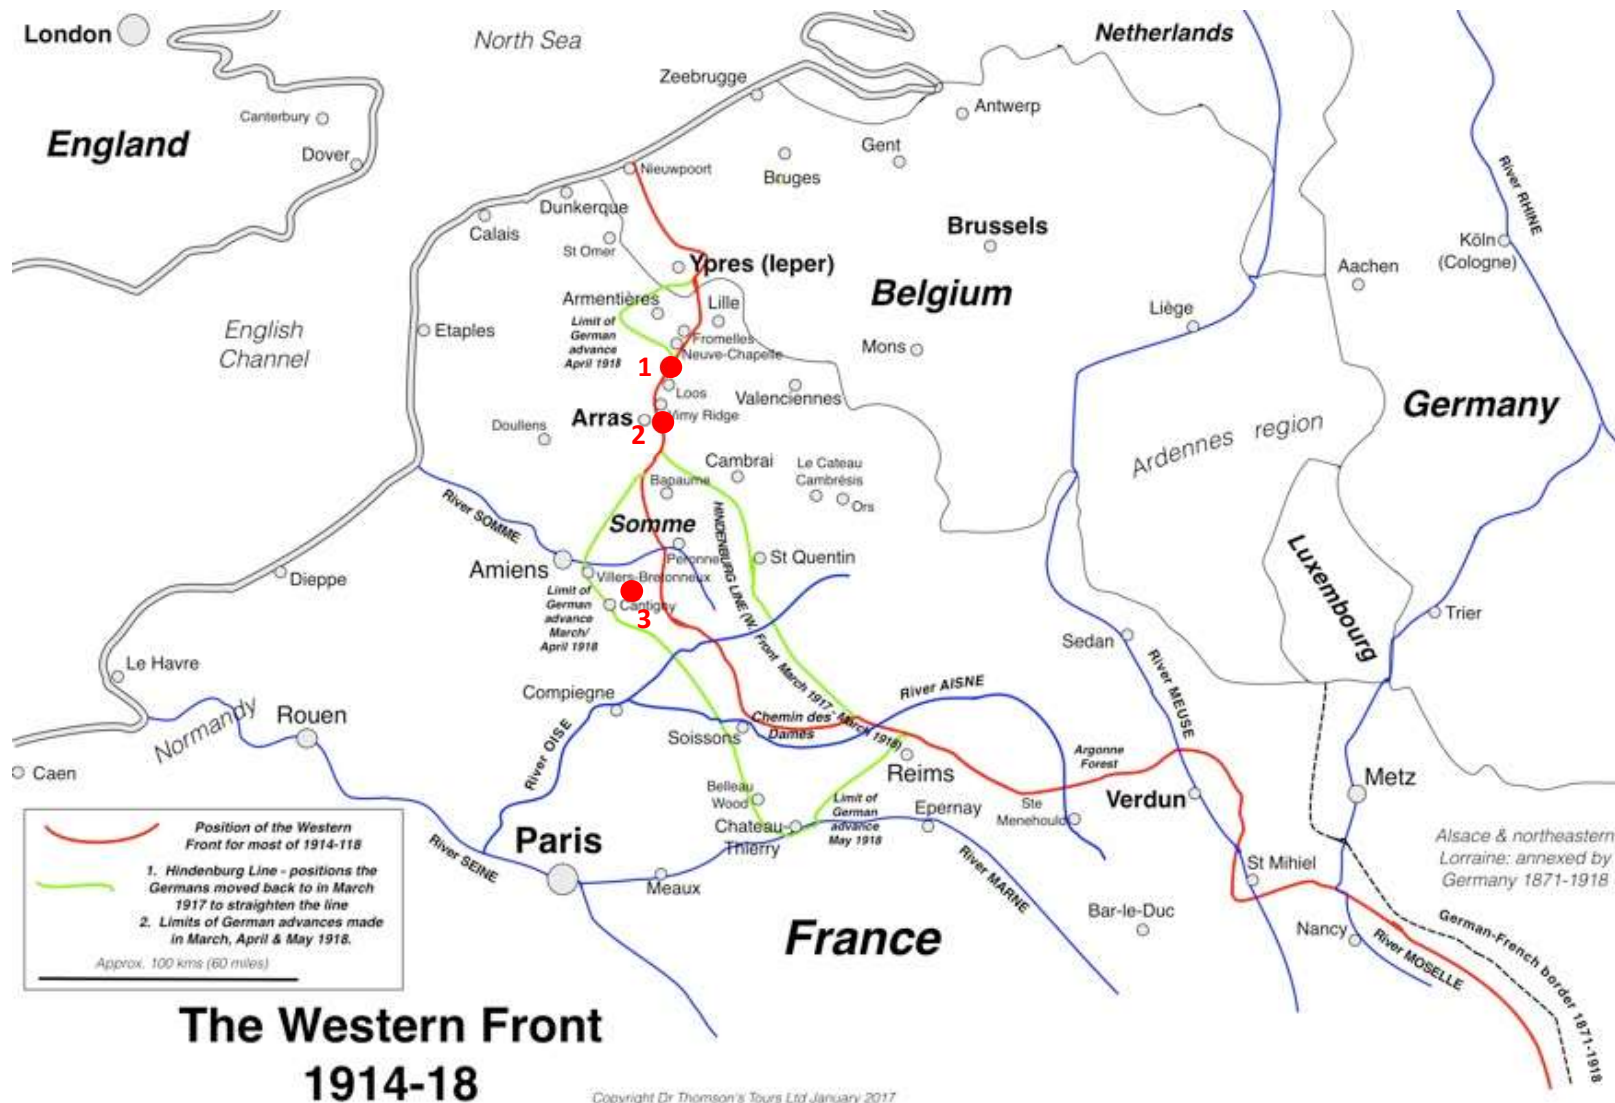 London
North Sea
Netherlands
Zeebrugge
Antwerp
Canterbury
England
Dover
Gent
Nieuwpoort
Bruges
River RHINE
Dunkerque
Calais
St Omer
Brussels
Köln
(Cologne)
Ypres (Ieper)
Aachen
Armentières
Lille
Belgium
Liège
Limit of
German
advance
April 1918
English
Channel
Etaples
Fromelles
Neuve-Chapelle
Mons
1
Loos
Valenciennes
Germany
Arras
Vimy Ridge
2
Doullens
Ardennes region
Cambrai
Le Cateau
Cambrésis
Ors
Bapaume
River SOMME
Somme
HINDENBURG LINE (W. Front March 1917 - March 1918)
Peronne
St Quentin
Amiens
Villers-Bretonneux
Dieppe
Limit of
German
advance
March/
April 1918
Cantigny
3
Luxembourg
Trier
Sedan
River MEUSE
Le Havre
Compiegne
River AISNE
Normandy
Rouen
Chemin des
Dames
Soissons
River OISE
Argonne
Forest
Reims
Caen
Metz
Belleau
Wood
Limit of
German
advance
May 1918
Epernay
Ste
Menehould
Verdun
Chateau-
Thierry
Position of the Western
Front for most of 1914-118
1. Hindenburg Line - positions the
Germans moved back to in March
1917 to straighten the line
2. Limits of German advances made
in March, April & May 1918.
Approx. 100 kms (60 miles)
Paris
River SEINE
Meaux
River MARNE
St Mihiel
Alsace & northeastern
Lorraine: annexed by
Germany 1871-1918
Bar-le-Duc
Nancy
River MOSELLE
German-French border 1871-1918
France
The Western Front
1914-18
Copyright Dr Thomson's Tours Ltd January 2017